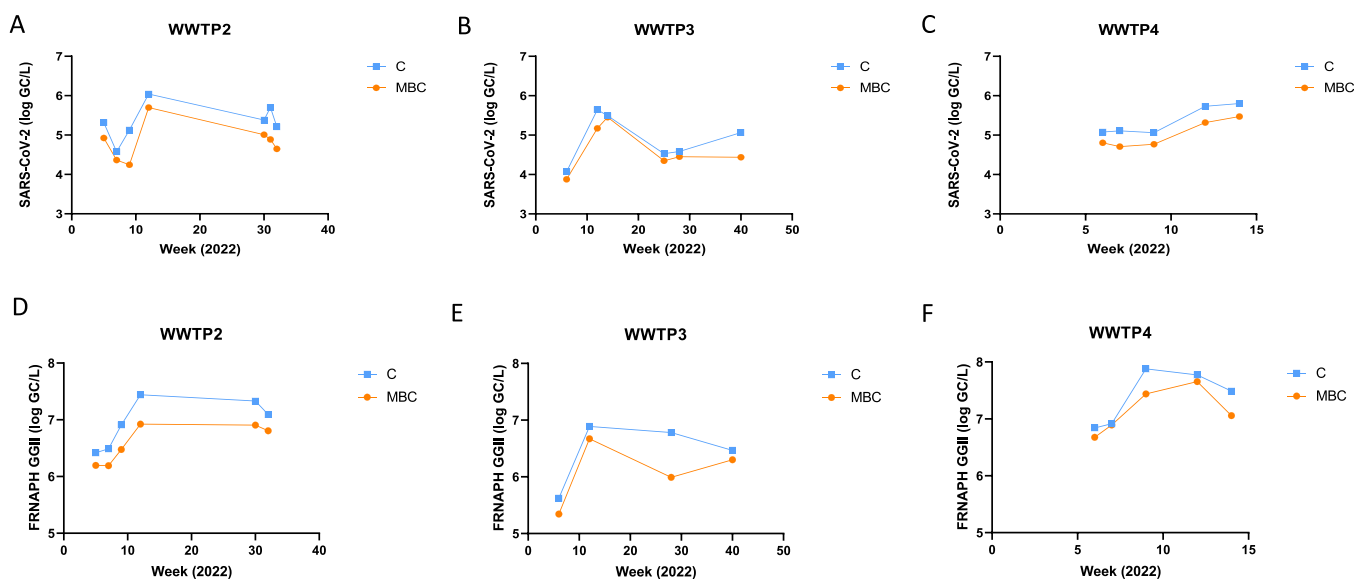 A
WWTP2
SARS-CoV-2 (log GC/L)
7
6
5
4
3
0 10 20 30 40
Week (2022)
C
MBC
B
WWTP3
SARS-CoV-2 (log GC/L)
7
6
5
4
3
0 10 20 30 40 50
Week (2022)
C
MBC
C
WWTP4
SARS-CoV-2 (log GC/L)
7
6
5
4
3
0 5 10 15
Week (2022)
C
MBC
D
WWTP2
FRNAPH GGII (log GC/L)
8
7
6
5
0 10 20 30 40
Week (2022)
C
MBC
E
WWTP3
FRNAPH GGII (log GC/L)
8
7
6
5
0 10 20 30 40 50
Week (2022)
C
MBC
F
WWTP4
FRNAPH GGII (log GC/L)
8
7
6
5
0 5 10 15
Week (2022)
C
MBC